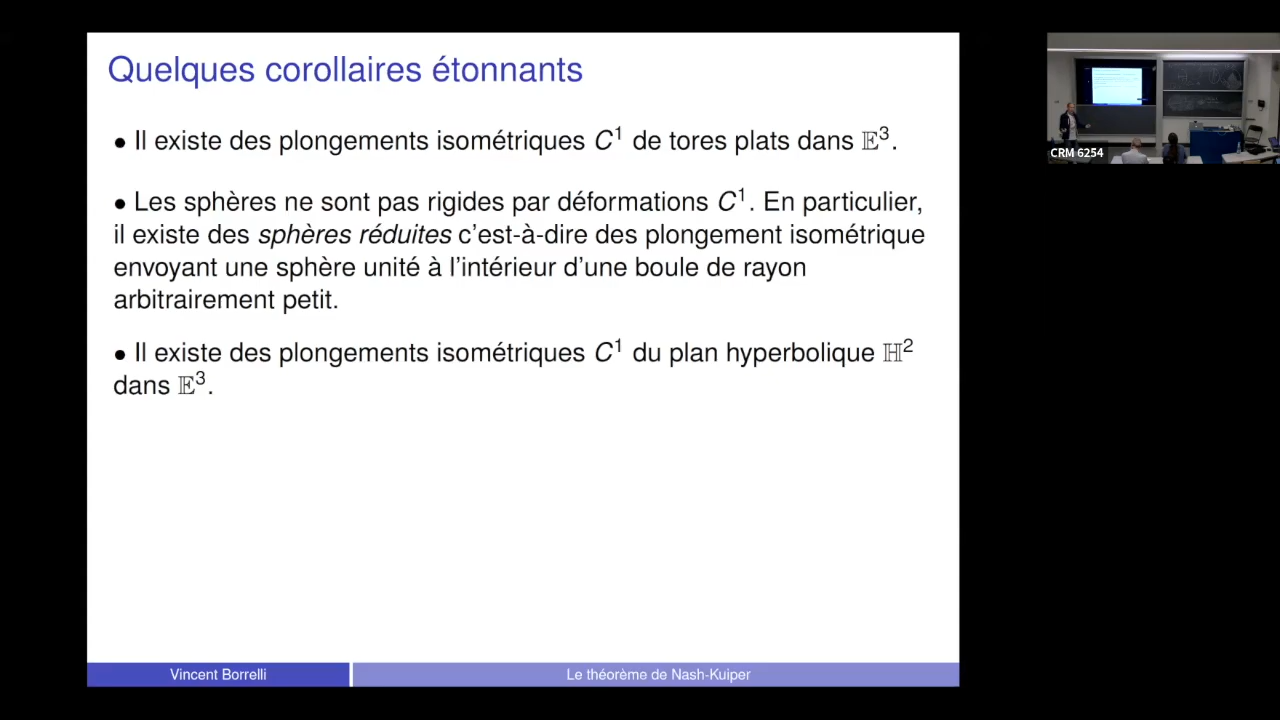 Quelques corollaires étonnants
• Il existe des plongements isométriques C¹ de tores plats dans 𝔼³.
• Les sphères ne sont pas rigides par déformations C¹. En particulier,
il existe des sphères réduites c'est-à-dire des plongement isométrique
envoyant une sphère unité à l'intérieur d'une boule de rayon
arbitrairement petit.
• Il existe des plongements isométriques C¹ du plan hyperbolique ℍ²
dans 𝔼³.
Vincent Borrelli
Le théorème de Nash-Kuiper
CRM 6254